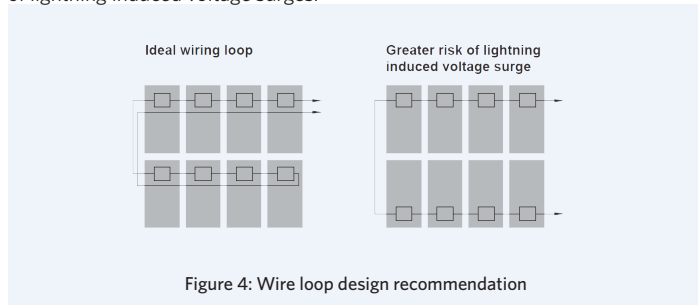 of lightning induced voltage surges.
Ideal wiring loop
Greater risk of lightning
induced voltage surge
Figure 4: Wire loop design recommendation